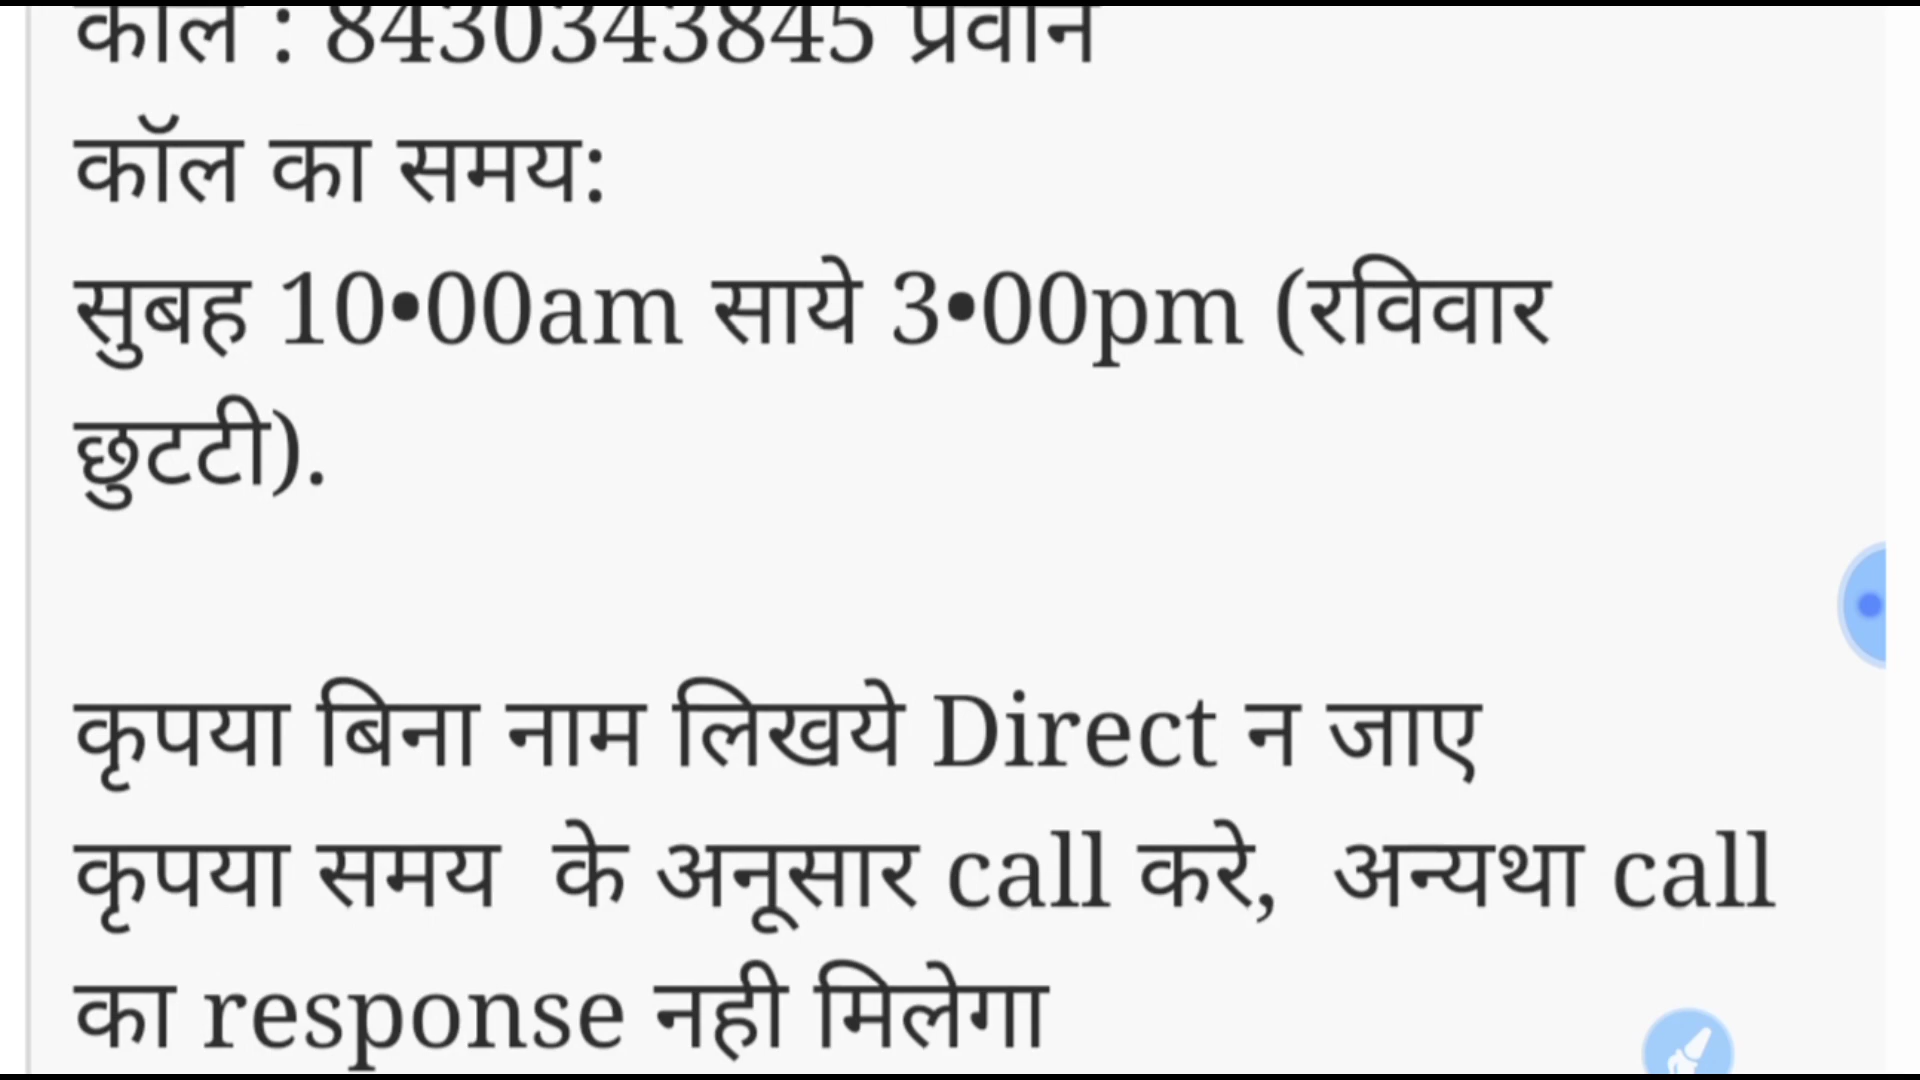 कॉल : 8430343845 प्रवीन
कॉल का समय:
सुबह 10•00am साये 3•00pm (रविवार
छुटटी).
कृपया बिना नाम लिखये Direct न जाए
कृपया समय के अनूसार call करे, अन्यथा call
का response नही मिलेगा